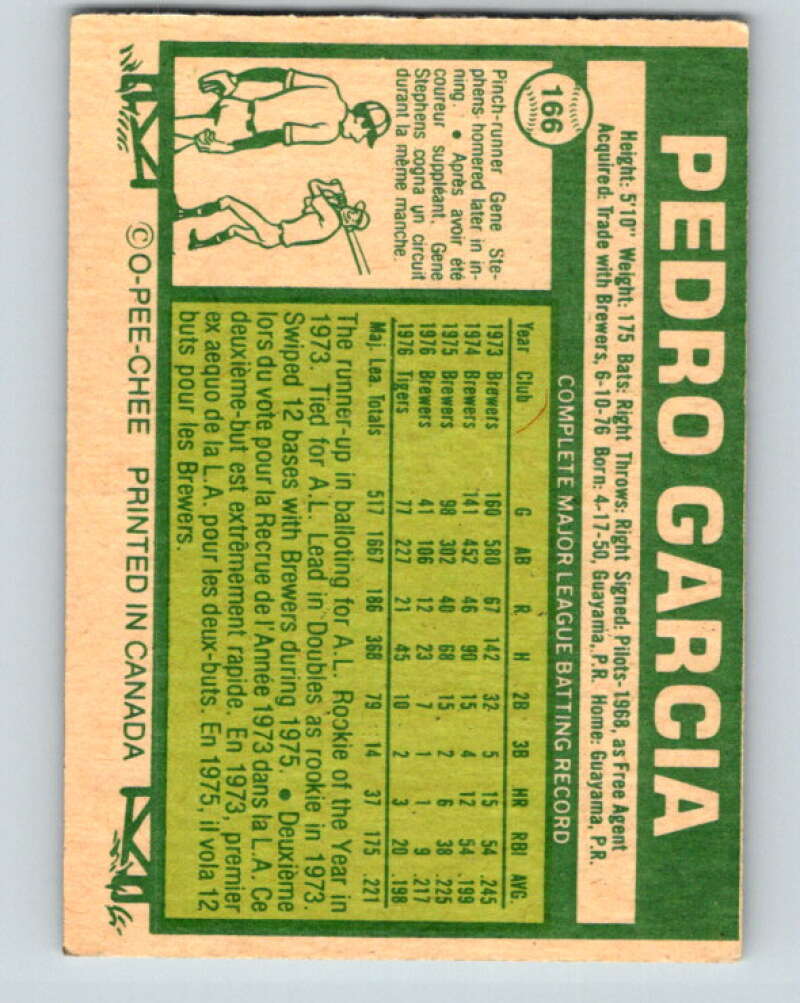 166
PEDRO GARCIA
Height: 5'10" Weight: 175 Bats: Right Throws: Right Signed: Pilots-1968, as Free Agent
Acquired: Trade with Brewers, 6-10-76 Born: 4-17-50, Guayama, P.R. Home: Guayama, P.R.
COMPLETE MAJOR LEAGUE BATTING RECORD
Year Club G AB R H 2B 3B HR RBI AVG.
1973 Brewers 160 580 67 142 32 5 15 54 .245
1974 Brewers 141 452 46 90 15 4 12 54 .199
1975 Brewers 98 302 40 68 15 2 6 38 .225
1976 Brewers 41 106 12 23 7 1 1 9 .217
1976 Tigers 77 227 21 45 10 2 3 20 .198
Maj. Lea. Totals 517 1667 186 368 79 14 37 175 .221
The runner-up in balloting for A.L. Rookie of the Year in
1973. Tied for A.L. Lead in Doubles as rookie in 1973.
Swiped 12 bases with Brewers during 1975. • Deuxième
lors du vote pour la Recrue de l'Année 1973 dans la L.A. Ce
deuxième-but est extrêmement rapide. En 1973, premier
ex aequo de la L.A. pour les deux-buts. En 1975, il vola 12
buts pour les Brewers.
Pinch-runner Gene Ste-
phens homered later in in-
ning. • Après avoir été
coureur suppléant. Gene
Stephens cogna un circuit
durant la même manche.
© O-PEE-CHEE PRINTED IN CANADA